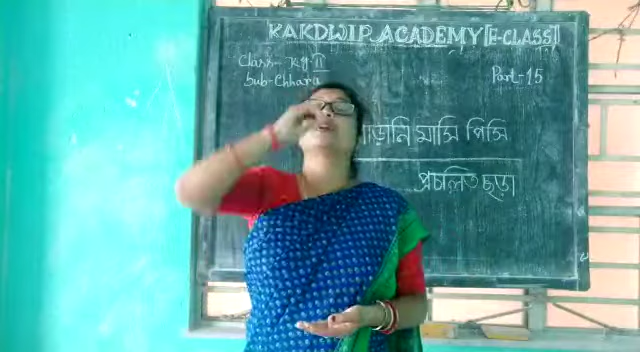 KAKDWIP ACADEMY [E-CLASS]
Class- KG-II
Sub-Chhara
Part-15
মাসি পিসি
প্রচলিত ছড়া